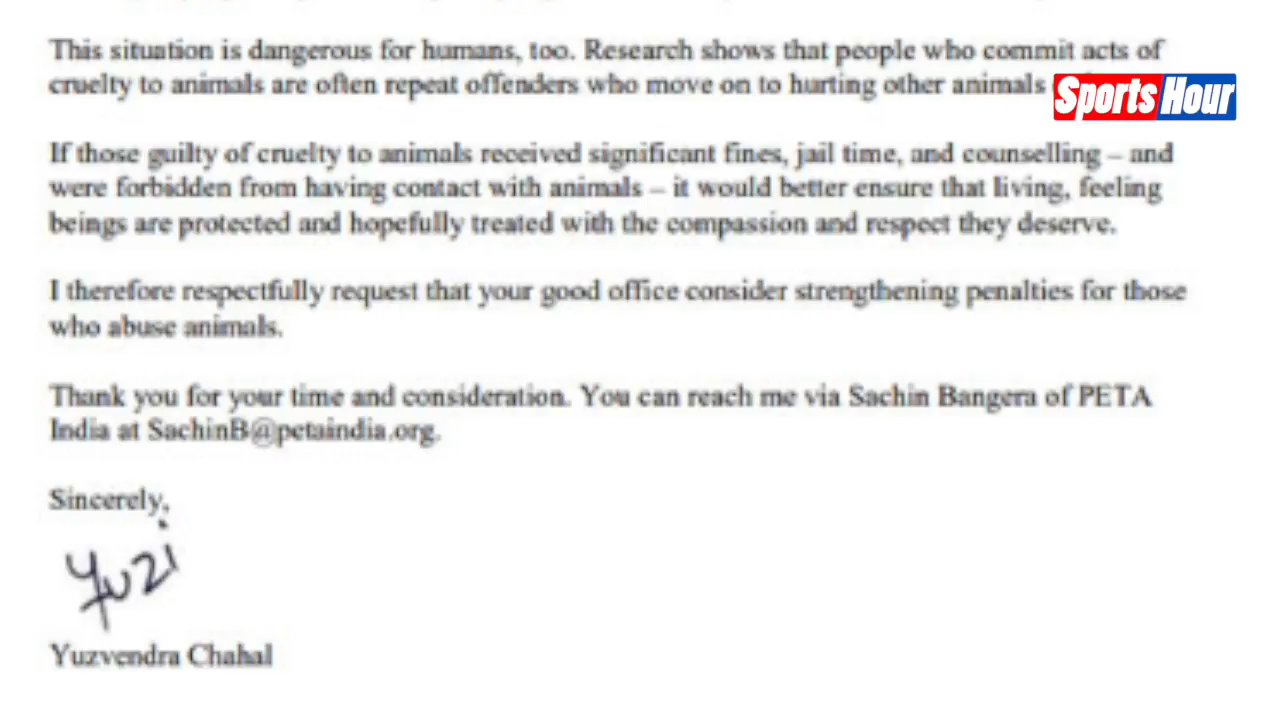 This situation is dangerous for humans, too. Research shows that people who commit acts of
cruelty to animals are often repeat offenders who move on to hurting other animals
SportsHour
If those guilty of cruelty to animals received significant fines, jail time, and counselling – and
were forbidden from having contact with animals – it would better ensure that living, feeling
beings are protected and hopefully treated with the compassion and respect they deserve.
I therefore respectfully request that your good office consider strengthening penalties for those
who abuse animals.
Thank you for your time and consideration. You can reach me via Sachin Bangera of PETA
India at SachinB@petaindia.org.
Sincerely,
Yuzi
Yuzvendra Chahal